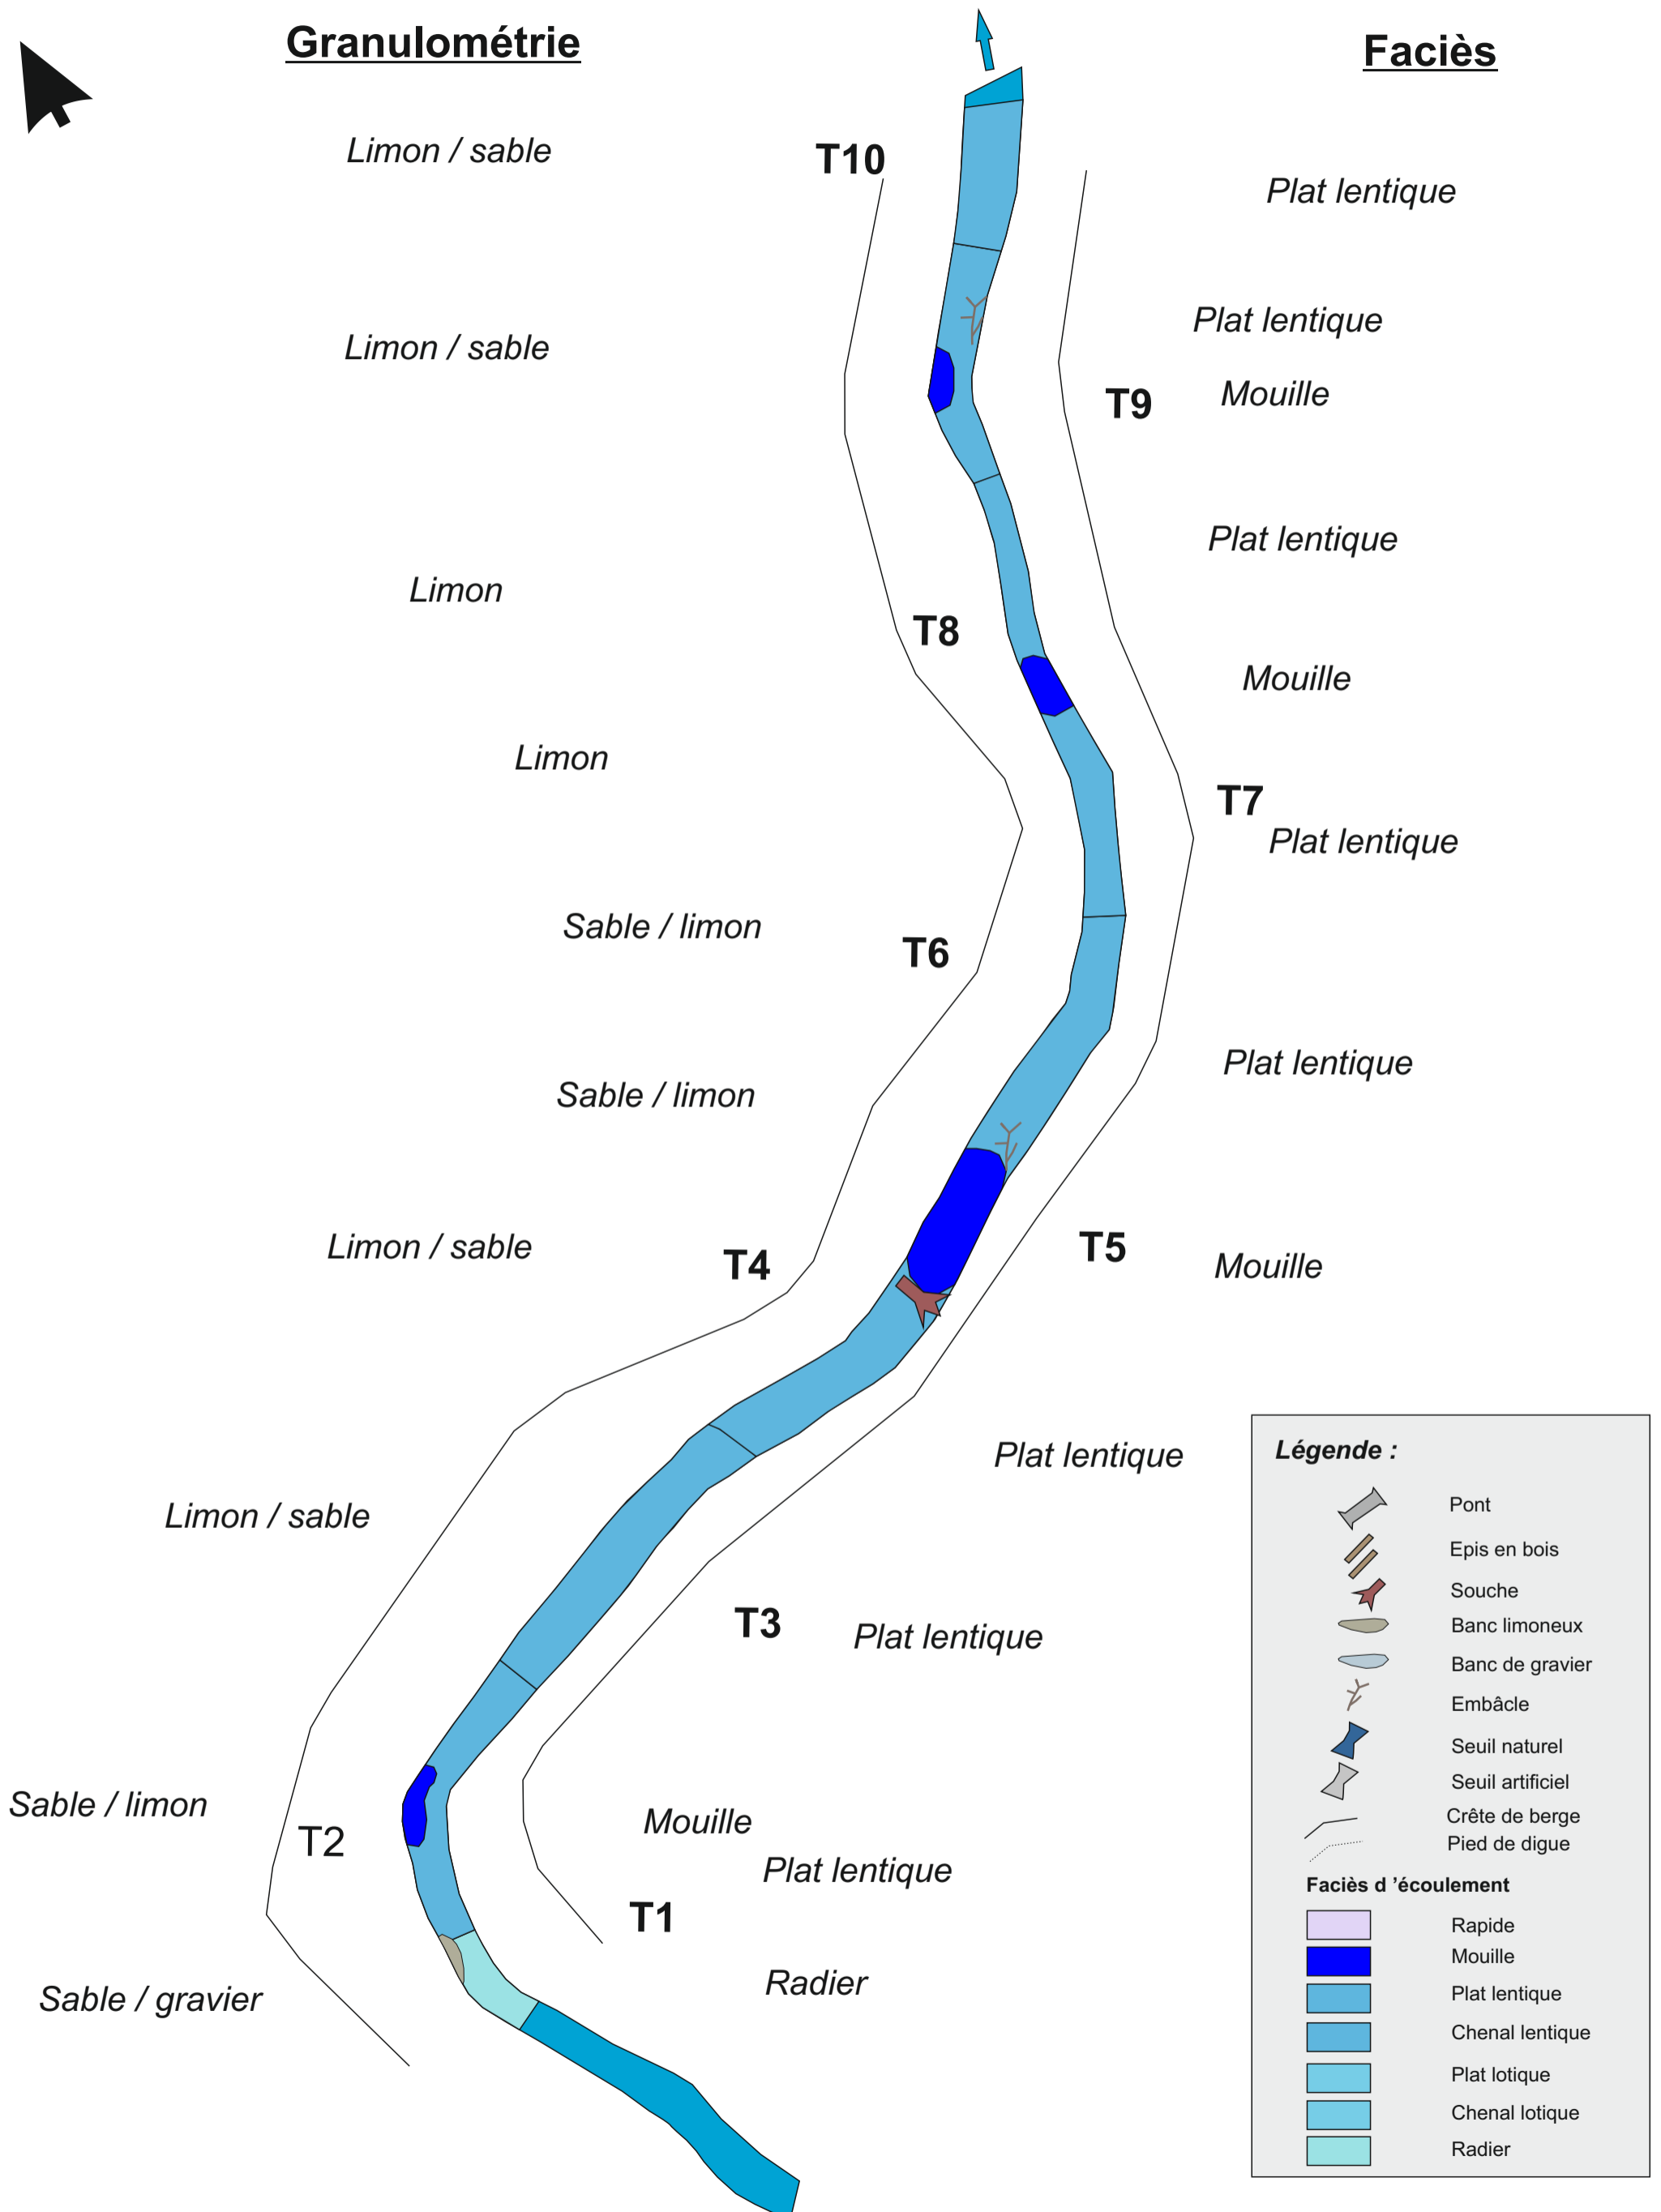 Granulométrie
Faciès
Limon / sable
T10
Plat lentique
Plat lentique
Limon / sable
Mouille
T9
Plat lentique
Limon
T8
Mouille
Limon
T7
Plat lentique
Sable / limon
T6
Plat lentique
Sable / limon
Limon / sable
T4
T5
Mouille
Plat lentique
Limon / sable
T3
Plat lentique
Sable / limon
T2
Mouille
Plat lentique
T1
Radier
Sable / gravier
Légende :
Pont
Epis en bois
Souche
Banc limoneux
Banc de gravier
Embâcle
Seuil naturel
Seuil artificiel
Crête de berge
Pied de digue
Faciès d ’écoulement
Rapide
Mouille
Plat lentique
Chenal lentique
Plat lotique
Chenal lotique
Radier